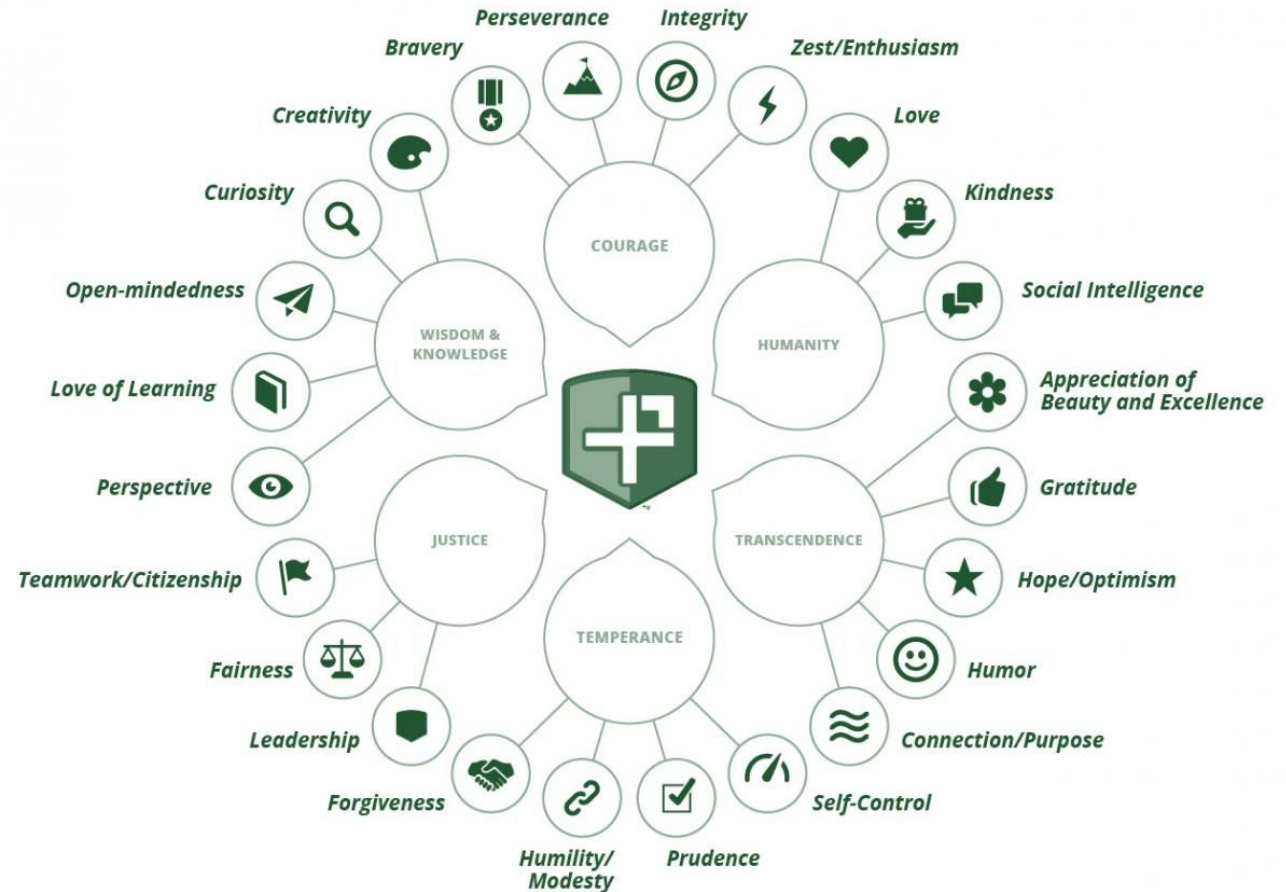 Perseverance
Integrity
Bravery
Zest/Enthusiasm
Creativity
Love
Curiosity
Kindness
COURAGE
Open-mindedness
Social Intelligence
WISDOM &
KNOWLEDGE
HUMANITY
Love of Learning
Appreciation of
Beauty and Excellence
Perspective
Gratitude
JUSTICE
TRANSCENDENCE
Teamwork/Citizenship
Hope/Optimism
TEMPERANCE
Fairness
Humor
Leadership
Connection/Purpose
Forgiveness
Self-Control
Humility/
Modesty
Prudence